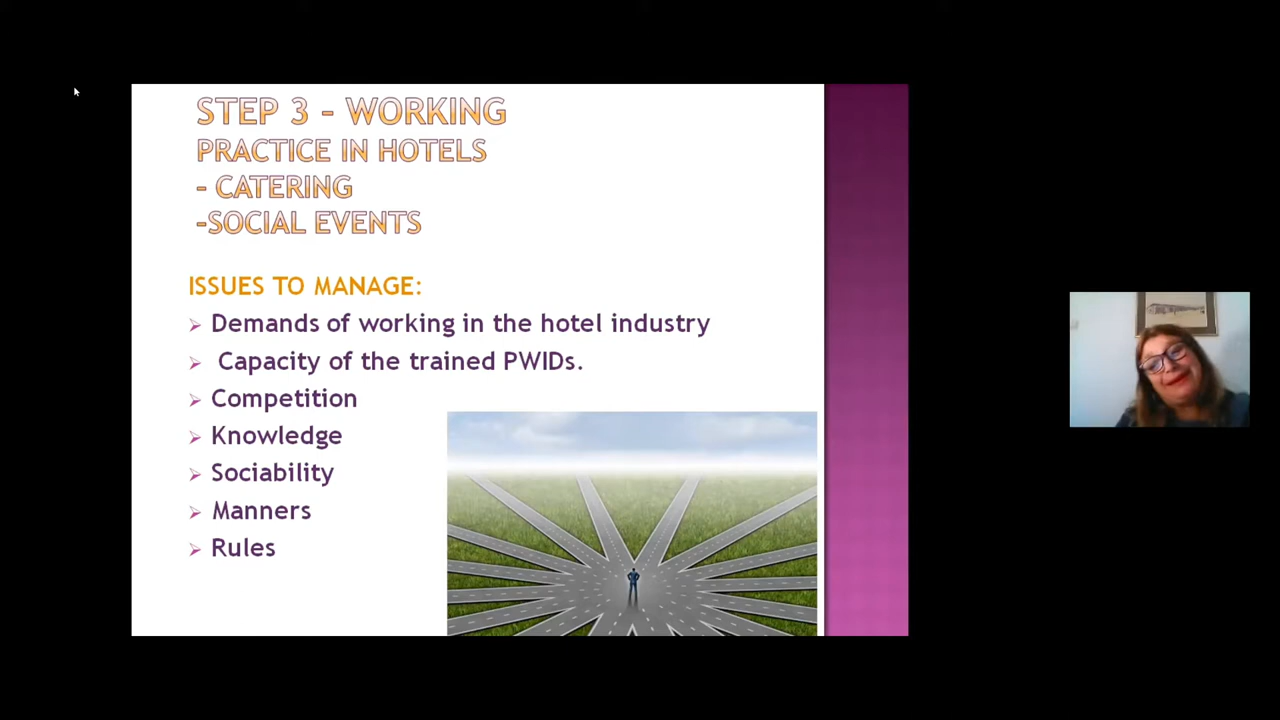 STEP 3 - WORKING
PRACTICE IN HOTELS
- CATERING
-SOCIAL EVENTS
ISSUES TO MANAGE:
Demands of working in the hotel industry
Capacity of the trained PWIDs.
Competition
Knowledge
Sociability
Manners
Rules